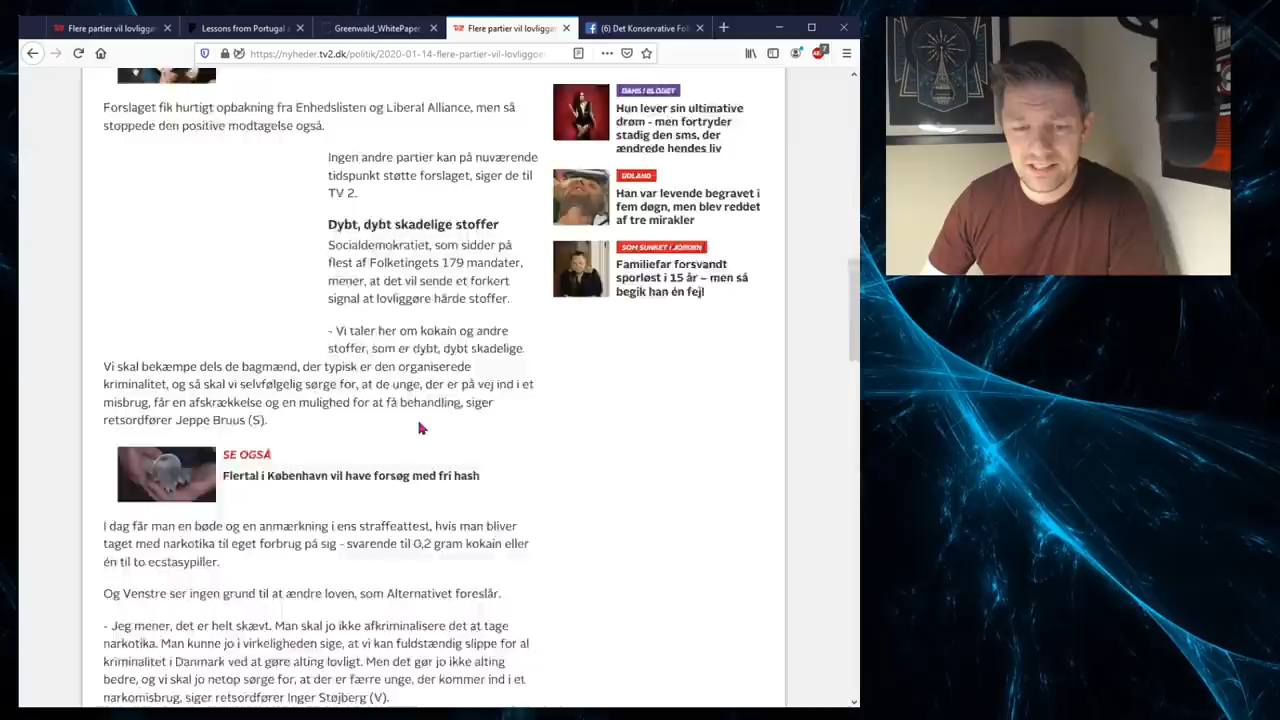 Flere partier vil lovliggø
Lessons from Portugal a
Greenwald_WhitePaper
Flere partier vil lovliggøre
(6) Det Konservative Fol
https://nyheder.tv2.dk/politik/2020-01-14-flere-partier-vil-lovliggoe
Forslaget fik hurtigt opbakning fra Enhedslisten og Liberal Alliance, men så
stoppede den positive modtagelse også.
Ingen andre partier kan på nuværende
tidspunkt støtte forslaget, siger de til
TV 2.
Dybt, dybt skadelige stoffer
Socialdemokratiet, som sidder på
flest af Folketingets 179 mandater,
mener, at det vil sende et forkert
signal at lovliggøre hårde stoffer.
- Vi taler her om kokain og andre
stoffer, som er dybt, dybt skadelige.
Vi skal bekæmpe dels de bagmænd, der typisk er den organiserede
kriminalitet, og så skal vi selvfølgelig sørge for, at de unge, der er på vej ind i et
misbrug, får en afskrækkelse og en mulighed for at få behandling, siger
retsordfører Jeppe Bruus (S).
SE OGSÅ
Flertal i København vil have forsøg med fri hash
I dag får man en bøde og en anmærkning i ens straffeattest, hvis man bliver
taget med narkotika til eget forbrug på sig - svarende til 0,2 gram kokain eller
én til to ecstasypiller.
Og Venstre ser ingen grund til at ændre loven, som Alternativet foreslår.
- Jeg mener, det er helt skævt. Man skal jo ikke afkriminalisere det at tage
narkotika. Man kunne jo i virkeligheden sige, at vi kan fuldstændig slippe for al
kriminalitet i Danmark ved at gøre alting lovligt. Men det gør jo ikke alting
bedre, og vi skal jo netop sørge for, at der er færre unge, der kommer ind i et
narkomisbrug, siger retsordfører Inger Støjberg (V).
DANS I BLODET
Hun lever sin ultimative
drøm - men fortryder
stadig den sms, der
ændrede hendes liv
UDLAND
Han var levende begravet i
fem døgn, men blev reddet
af tre mirakler
SOM SUNKET I JORDEN
Familiefar forsvandt
sporløst i 15 år – men så
begik han én fejl